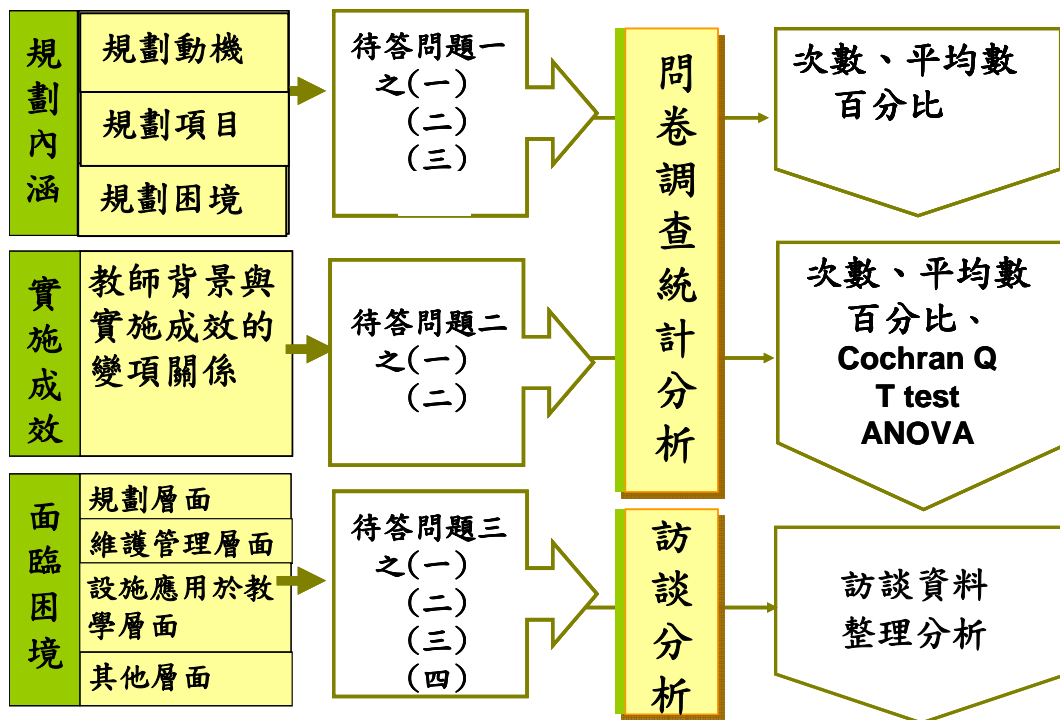 規劃內涵
規劃動機
規劃項目
規劃困境
待答問題一
之(一)
(二)
(三)
問卷調查統計分析
次數、平均數
百分比
實施成效
教師背景與
實施成效的
變項關係
待答問題二
之(一)
(二)
次數、平均數
百分比、
Cochran Q
T test
ANOVA
面臨困境
規劃層面
維護管理層面
設施應用於教
學層面
其他層面
待答問題三
之(一)
(二)
(三)
(四)
訪談分析
訪談資料
整理分析